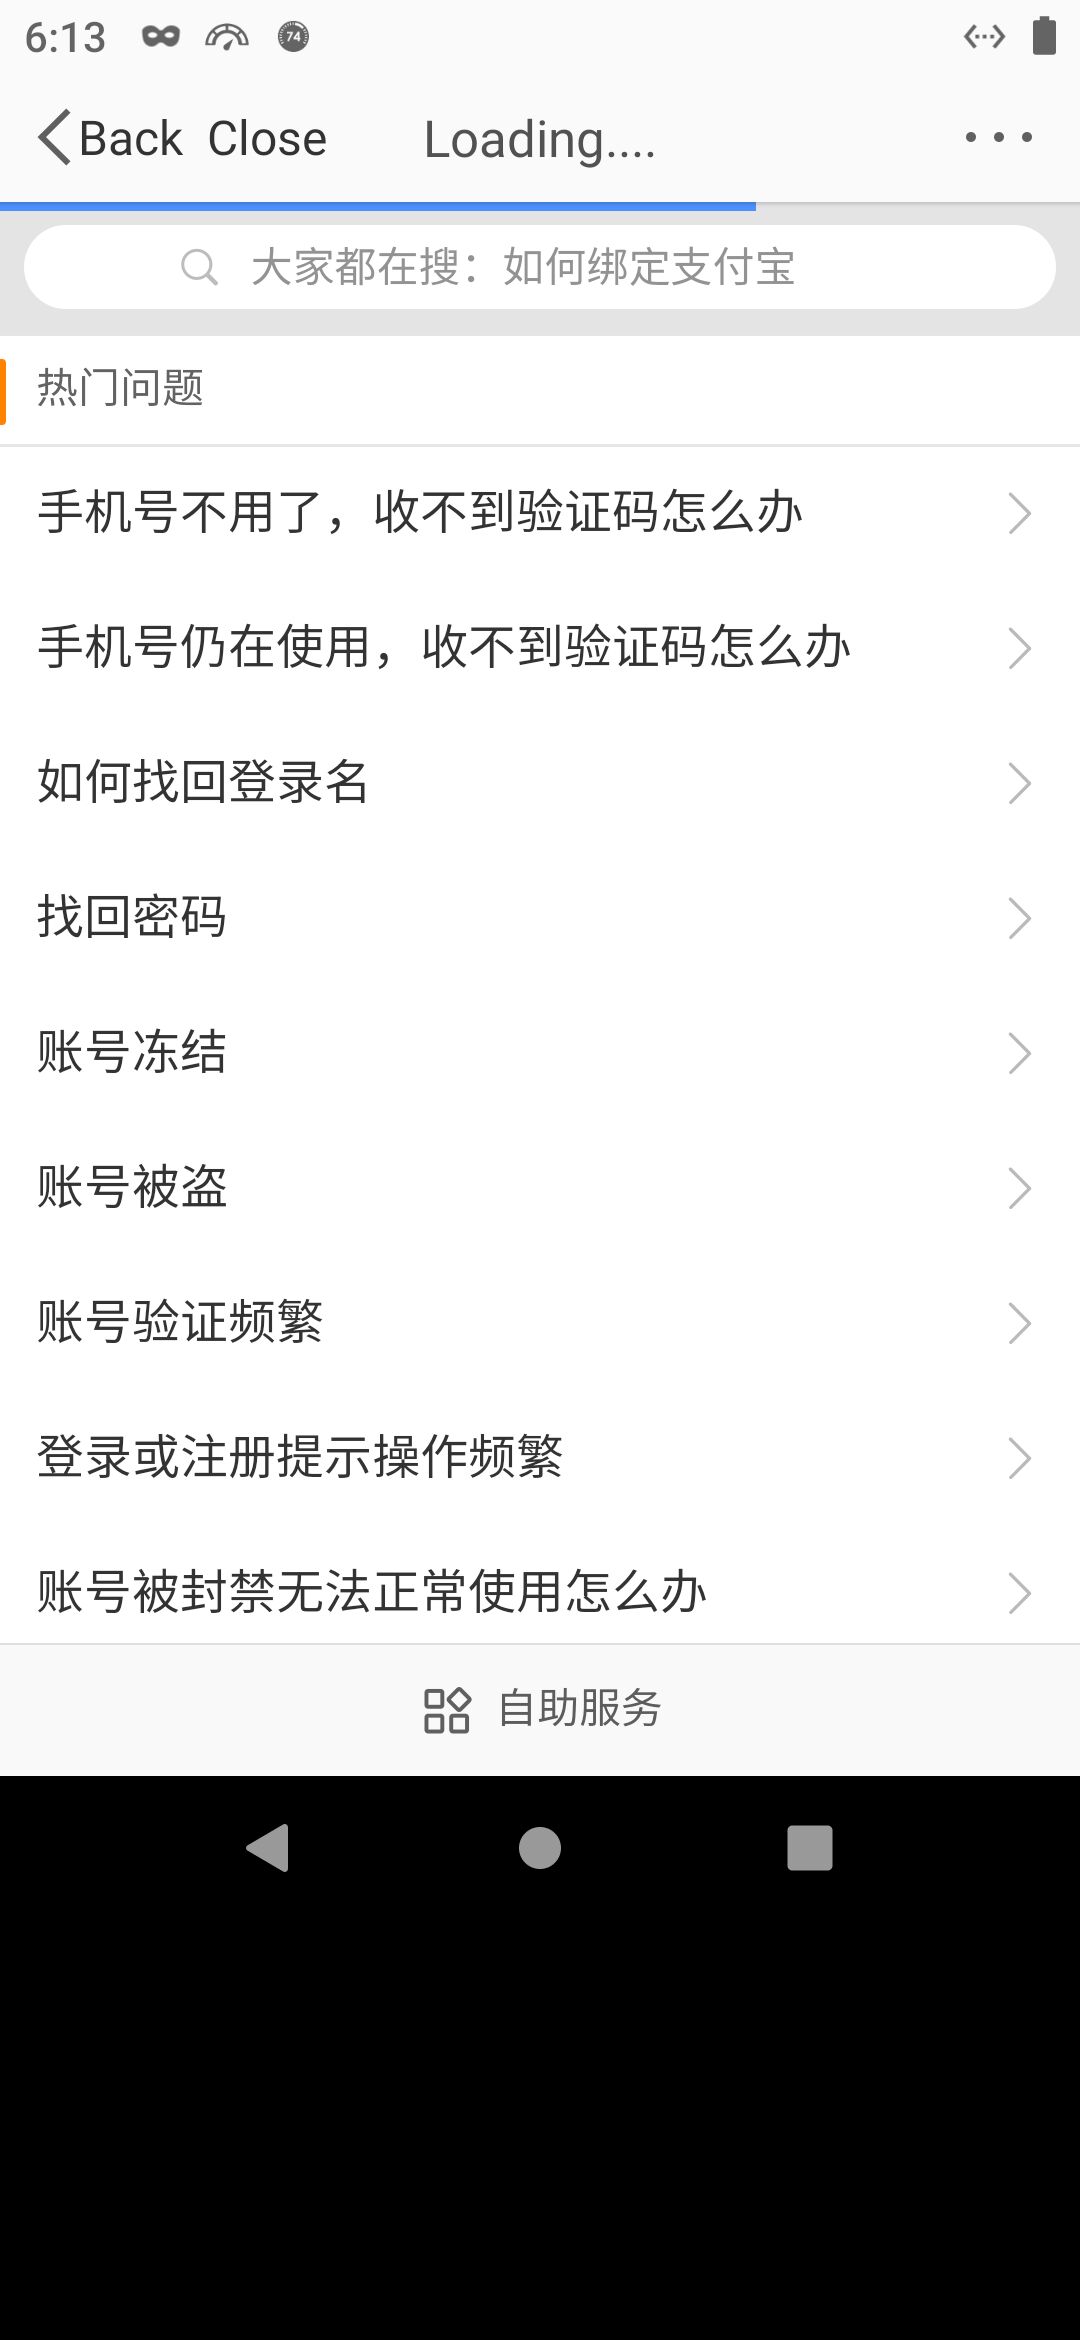 6:13 74
Back Close Loading....
大家都在搜：如何绑定支付宝
热门问题
手机号不用了，收不到验证码怎么办
手机号仍在使用，收不到验证码怎么办
如何找回登录名
找回密码
账号冻结
账号被盗
账号验证频繁
登录或注册提示操作频繁
账号被封禁无法正常使用怎么办
自助服务